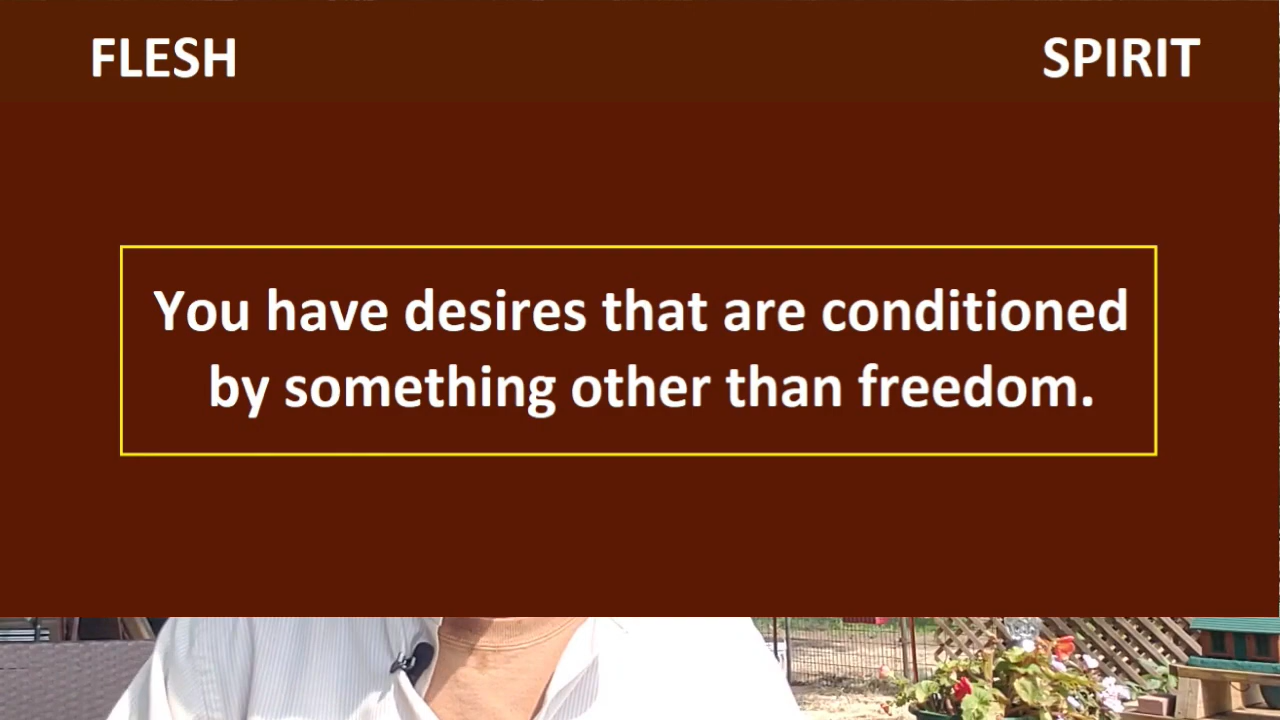 FLESH SPIRIT
You have desires that are conditioned
by something other than freedom.